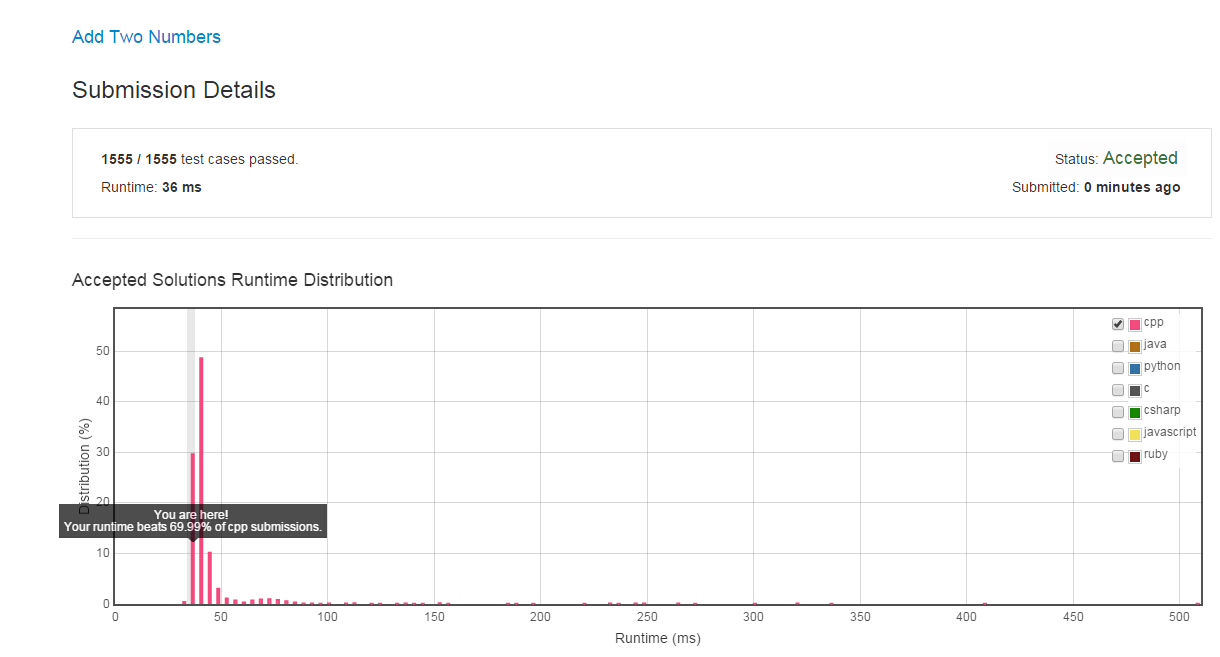 Add Two Numbers
Submission Details
1555 / 1555 test cases passed.
Status: Accepted
Runtime: 36 ms
Submitted: 0 minutes ago
Accepted Solutions Runtime Distribution
cpp
java
python
c
csharp
javascript
ruby
Distribution (%)
50
40
30
20
10
0
You are here!
Your runtime beats 69.99% of cpp submissions.
0
50
100
150
200
250
300
350
400
450
500
Runtime (ms)